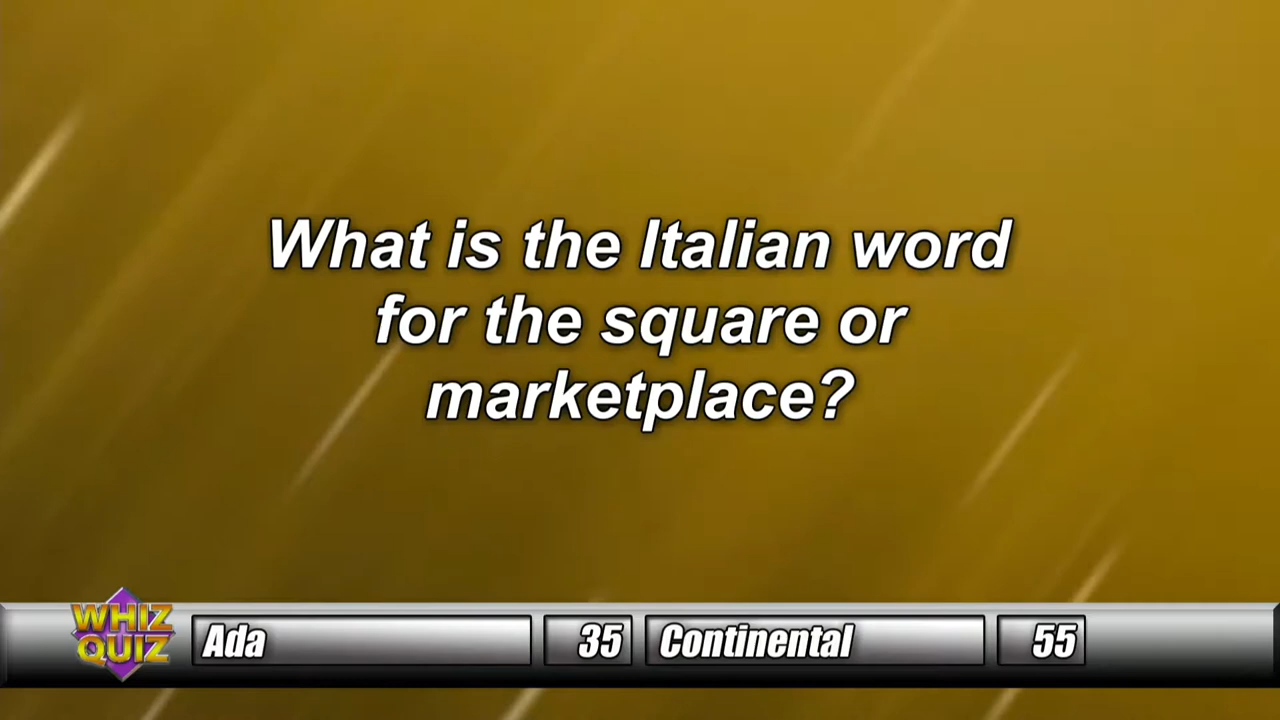 What is the Italian word
for the square or
marketplace?
WHIZ
QUIZ
Ada 35 Continental 55